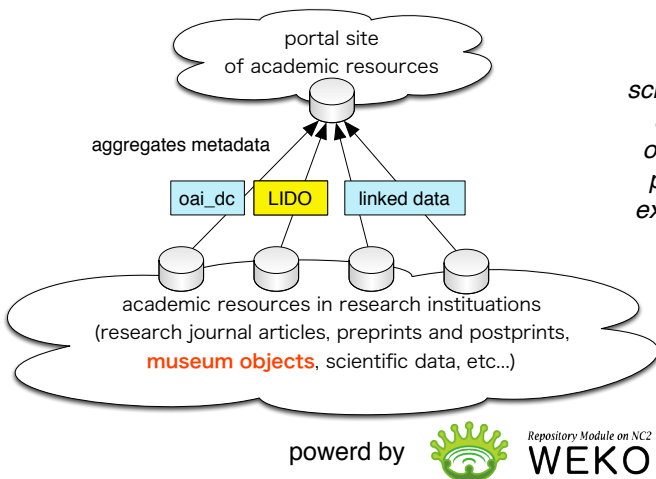 portal site
of academic resources
aggregates metadata
oai_dc
LIDO
linked data
academic resources in research instituations
(research journal articles, preprints and postprints,
museum objects, scientific data, etc...)
powerd by
Repository Module on NC2
WEKO